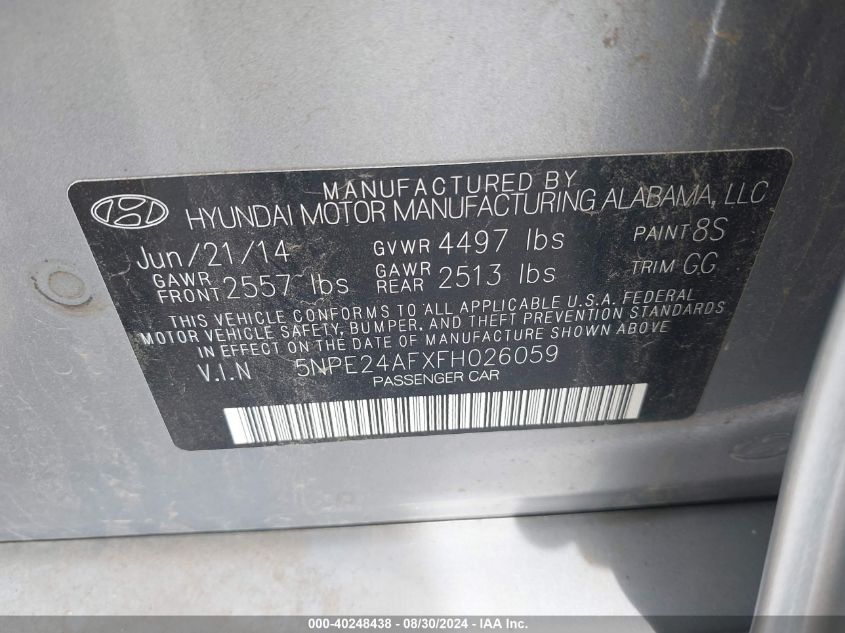 MANUFACTURED BY
HYUNDAI MOTOR MANUFACTURING ALABAMA, LLC
Jun/21/14 GVWR 4497 lbs PAINT 8S
GAWR FRONT 2557 lbs GAWR REAR 2513 lbs TRIM GG
THIS VEHICLE CONFORMS TO ALL APPLICABLE U.S.A. FEDERAL
MOTOR VEHICLE SAFETY, BUMPER, AND THEFT PREVENTION STANDARDS
IN EFFECT ON THE DATE OF MANUFACTURE SHOWN ABOVE
V.I.N 5NPE24AFXFH026059
PASSENGER CAR
000-40248438 - 08/30/2024 - IAA, Inc.